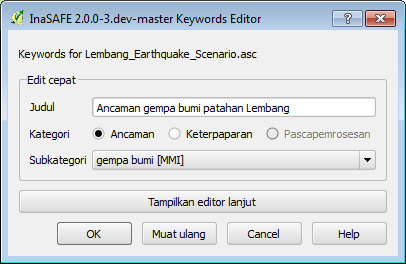 InaSAFE 2.0.0-3.dev-master Keywords Editor
Keywords for Lembang_Earthquake_Scenario.asc
Edit cepat
Judul Ancaman gempa bumi patahan Lembang
Kategori Ancaman Keterpaparan Pascapemrosesan
Subkategori gempa bumi [MMI]
Tampilkan editor lanjut
OK Muat ulang Cancel Help